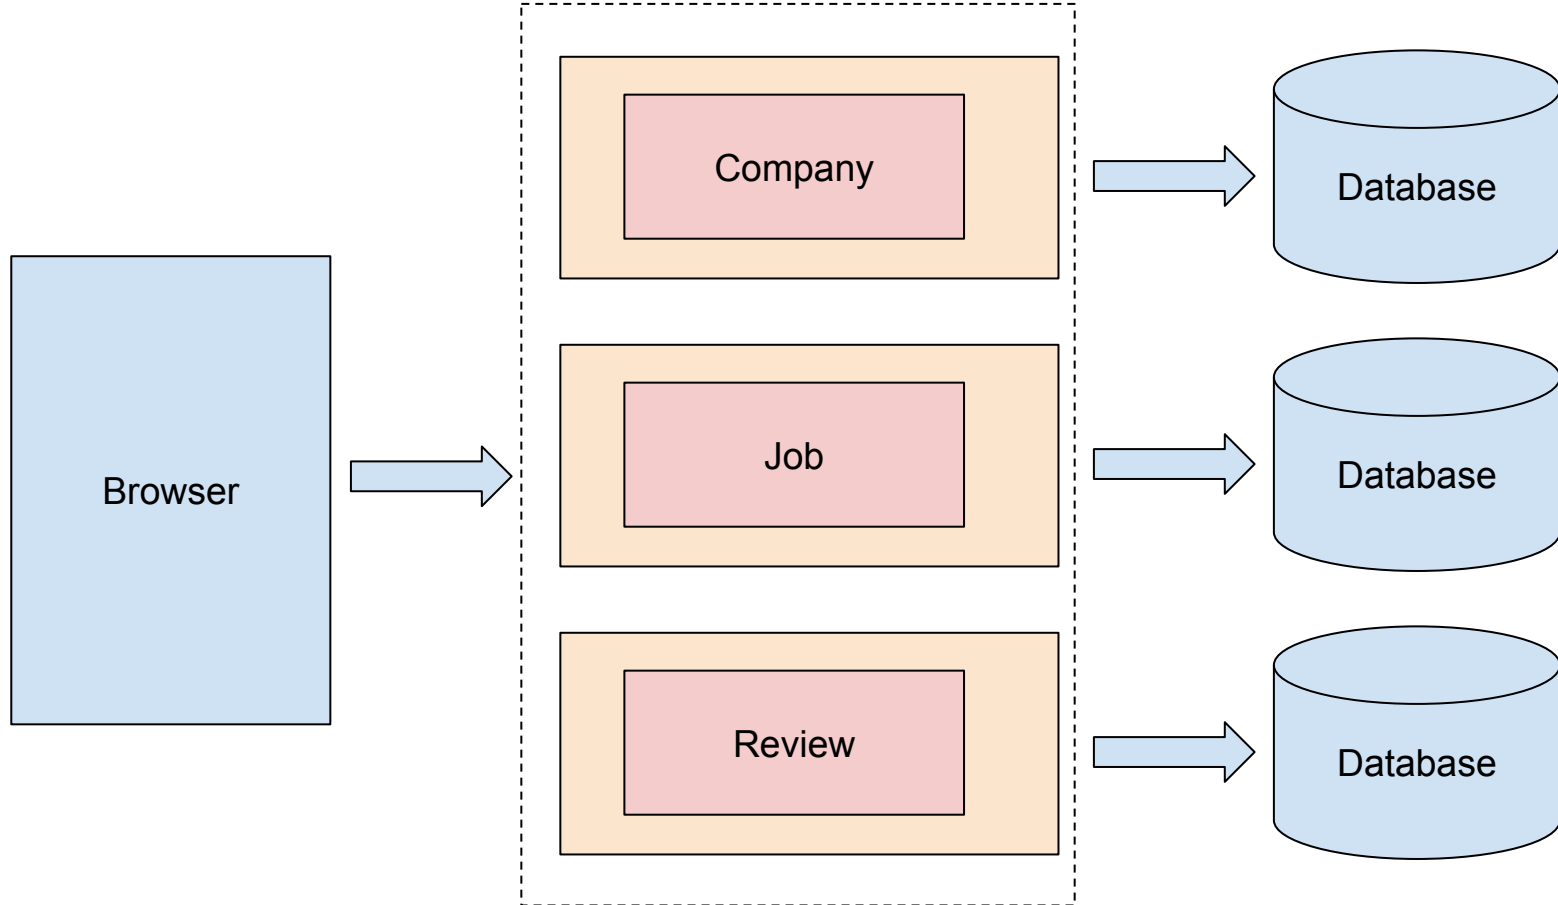 Company
Database
Browser
Job
Database
Review
Database